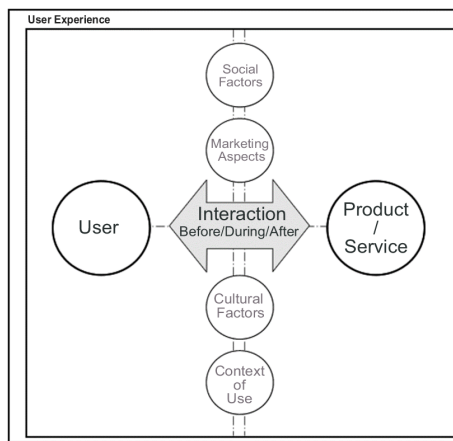 User Experience
Social
Factors
Marketing
Aspects
User
Interaction
Before/During/After
Product
/
Service
Cultural
Factors
Context
of
Use